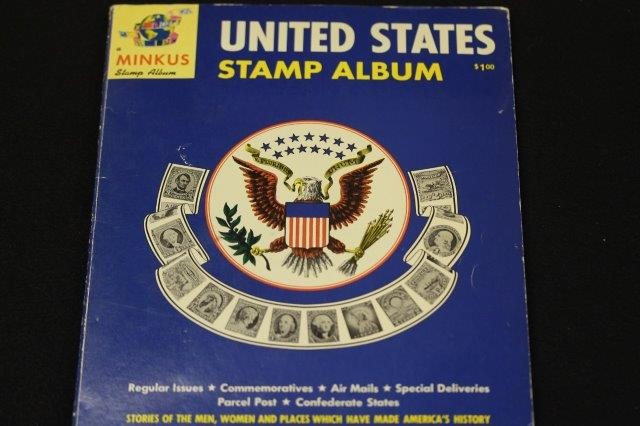 a
MINKUS
Stamp Album
UNITED STATES
STAMP ALBUM
$1.00
Regular Issues ★ Commemoratives ★ Air Mails ★ Special Deliveries
Parcel Post ★ Confederate States
STORIES OF THE MEN, WOMEN AND PLACES WHICH HAVE MADE AMERICA'S HISTORY